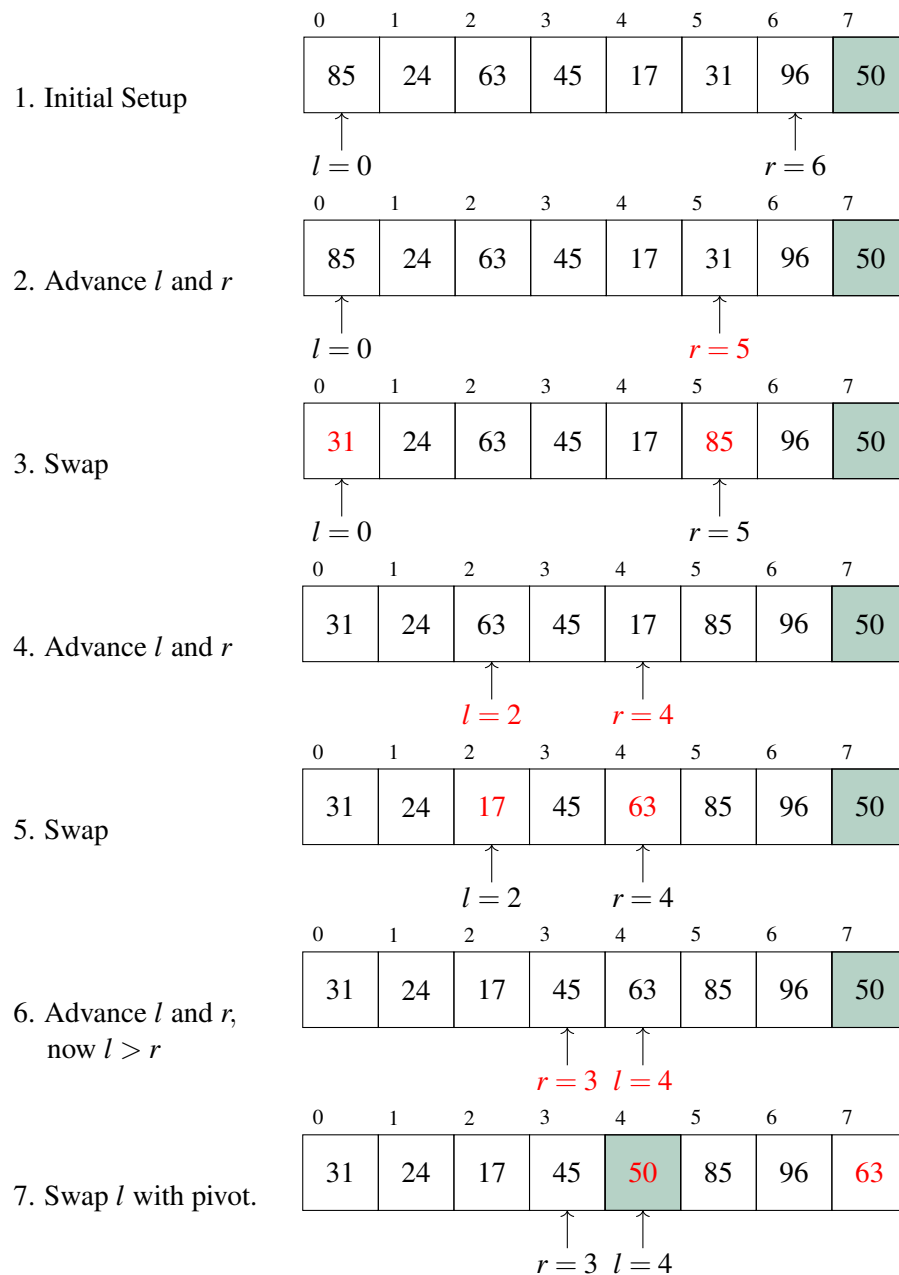 0 1 2 3 4 5 6 7
1. Initial Setup
85 24 63 45 17 31 96 50
l = 0 r = 6
0 1 2 3 4 5 6 7
2. Advance l and r
85 24 63 45 17 31 96 50
l = 0 r = 5
0 1 2 3 4 5 6 7
3. Swap
31 24 63 45 17 85 96 50
l = 0 r = 5
0 1 2 3 4 5 6 7
4. Advance l and r
31 24 63 45 17 85 96 50
l = 2 r = 4
0 1 2 3 4 5 6 7
5. Swap
31 24 17 45 63 85 96 50
l = 2 r = 4
0 1 2 3 4 5 6 7
31 24 17 45 63 85 96 50
6. Advance l and r,
now l > r
r = 3 l = 4
0 1 2 3 4 5 6 7
31 24 17 45 50 85 96 63
7. Swap l with pivot.
r = 3 l = 4